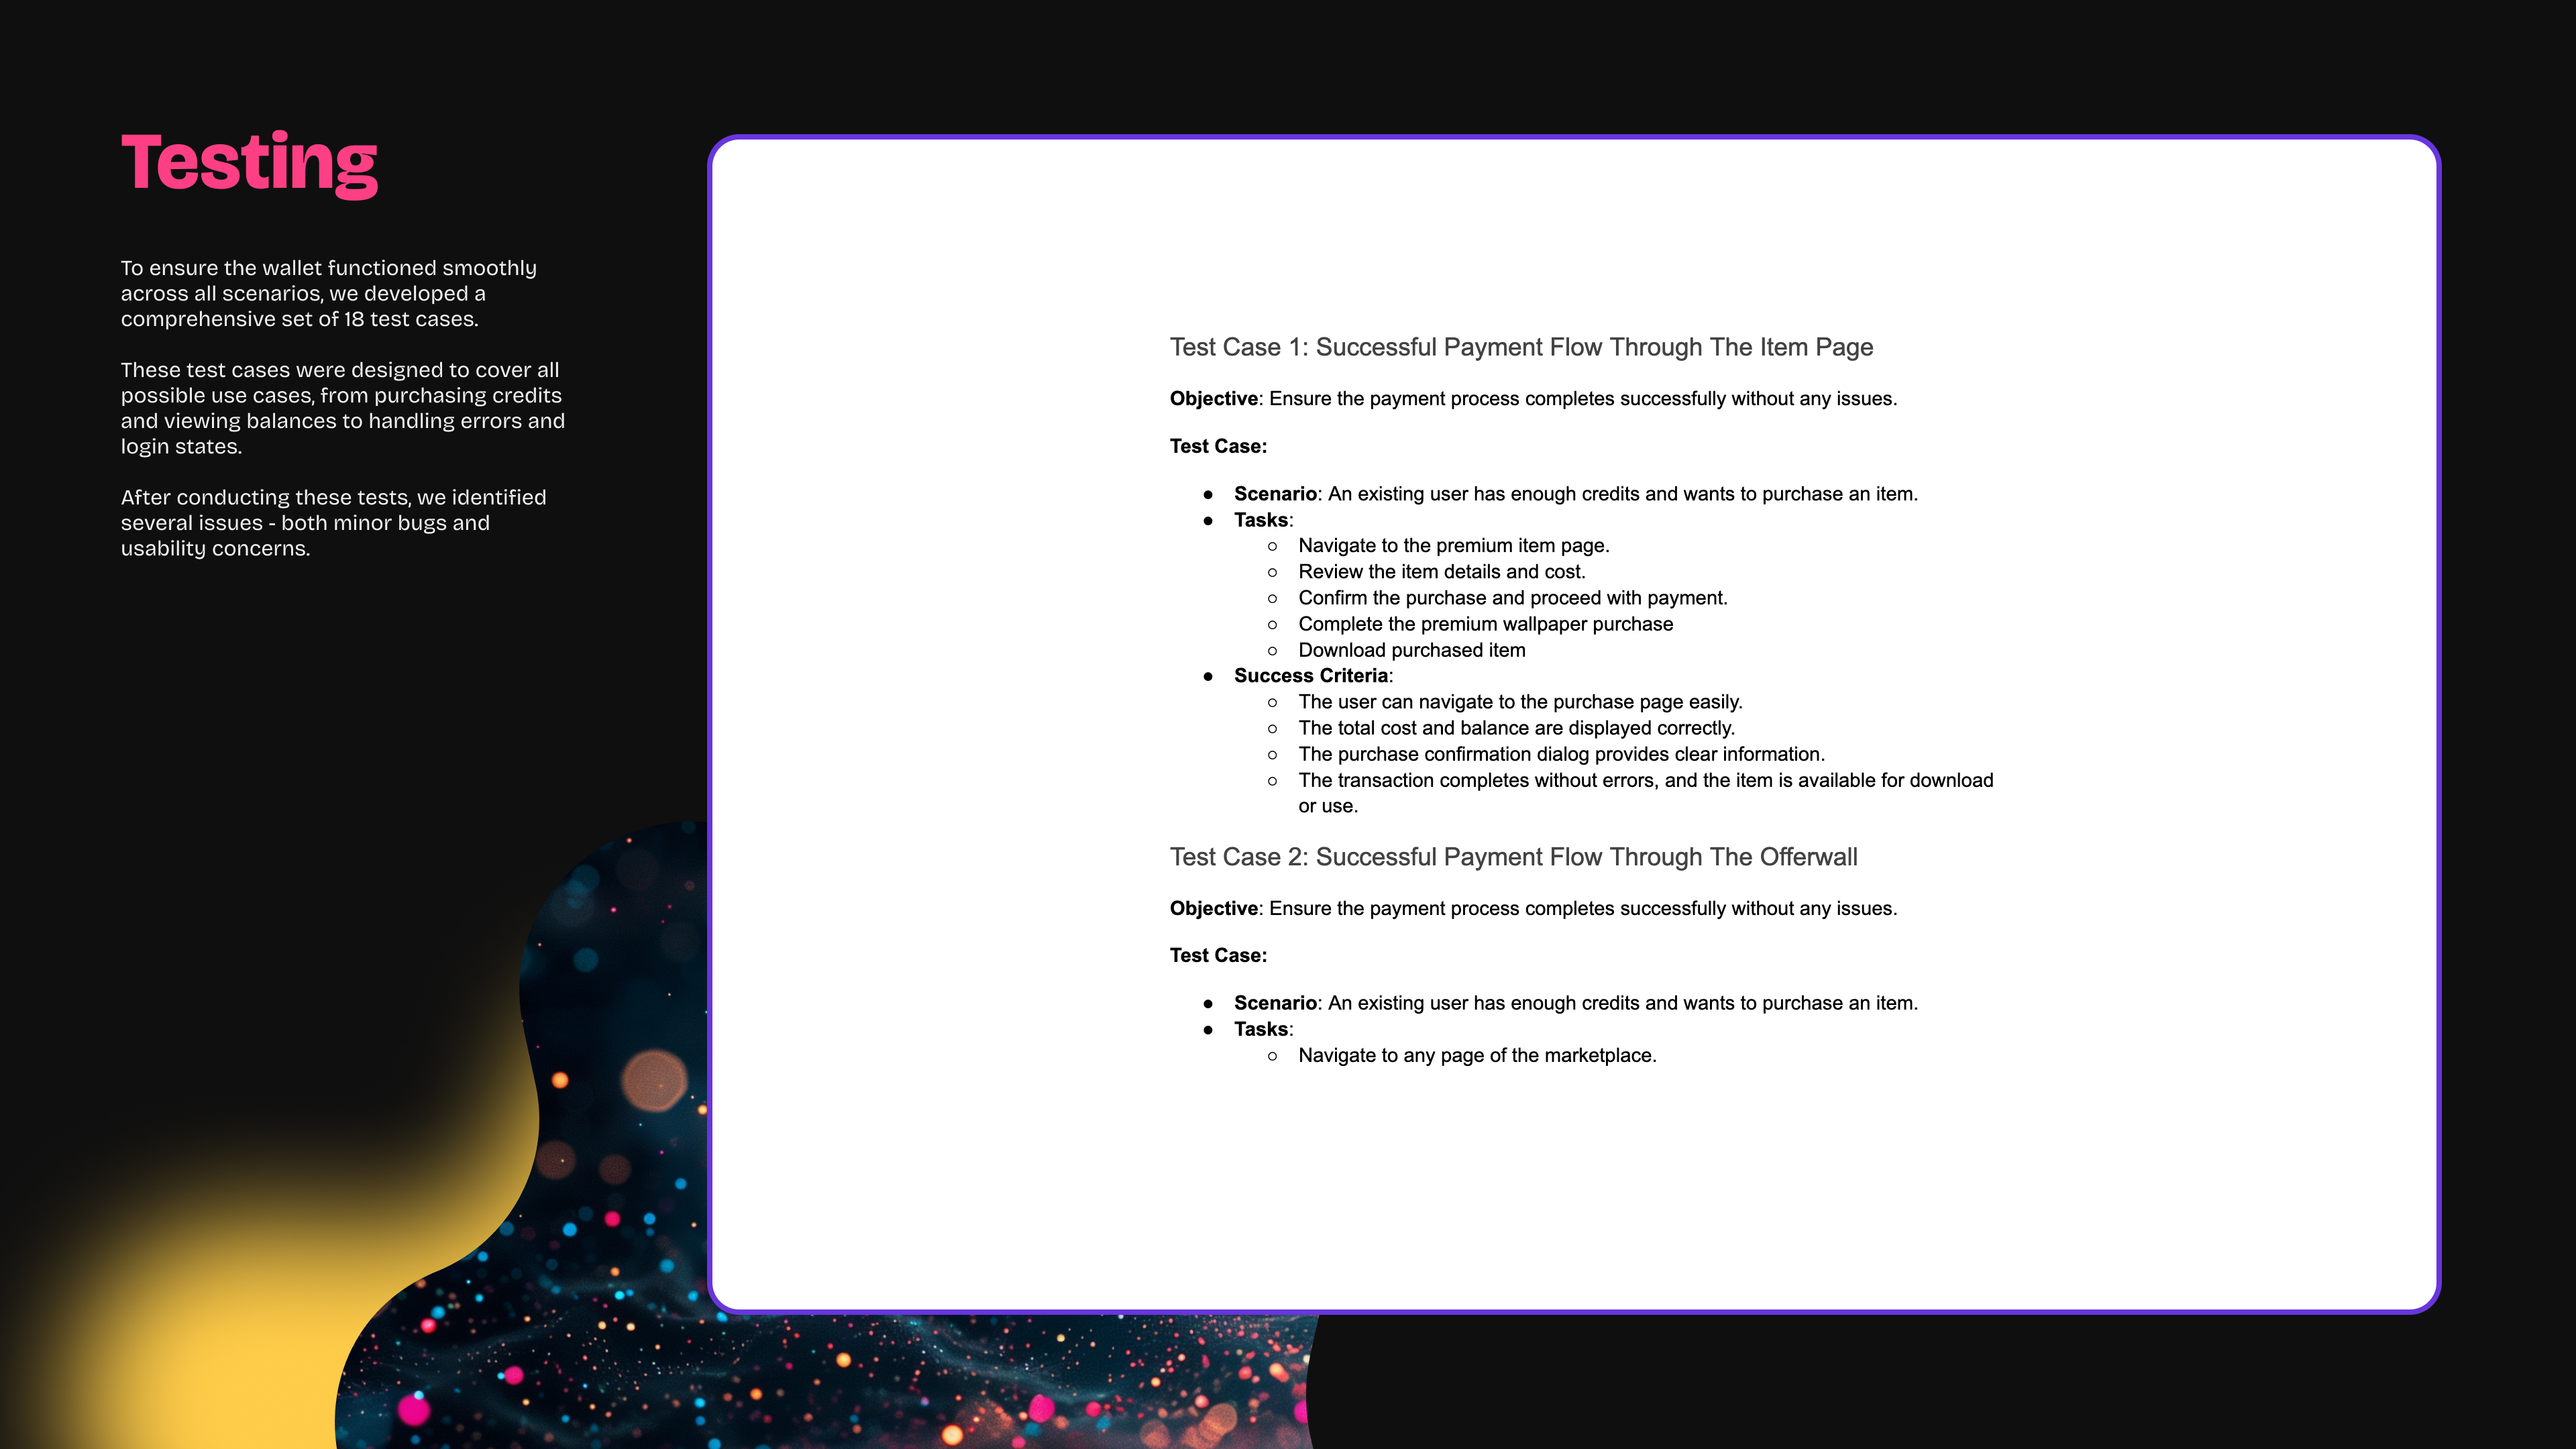 Testing
To ensure the wallet functioned smoothly
across all scenarios, we developed a
comprehensive set of 18 test cases.
These test cases were designed to cover all
possible use cases, from purchasing credits
and viewing balances to handling errors and
login states.
After conducting these tests, we identified
several issues - both minor bugs and
usability concerns.
Test Case 1: Successful Payment Flow Through The Item Page
Objective: Ensure the payment process completes successfully without any issues.
Test Case:
● Scenario: An existing user has enough credits and wants to purchase an item.
● Tasks:
○ Navigate to the premium item page.
○ Review the item details and cost.
○ Confirm the purchase and proceed with payment.
○ Complete the premium wallpaper purchase
○ Download purchased item
● Success Criteria:
○ The user can navigate to the purchase page easily.
○ The total cost and balance are displayed correctly.
○ The purchase confirmation dialog provides clear information.
○ The transaction completes without errors, and the item is available for download
or use.
Test Case 2: Successful Payment Flow Through The Offerwall
Objective: Ensure the payment process completes successfully without any issues.
Test Case:
● Scenario: An existing user has enough credits and wants to purchase an item.
● Tasks:
○ Navigate to any page of the marketplace.